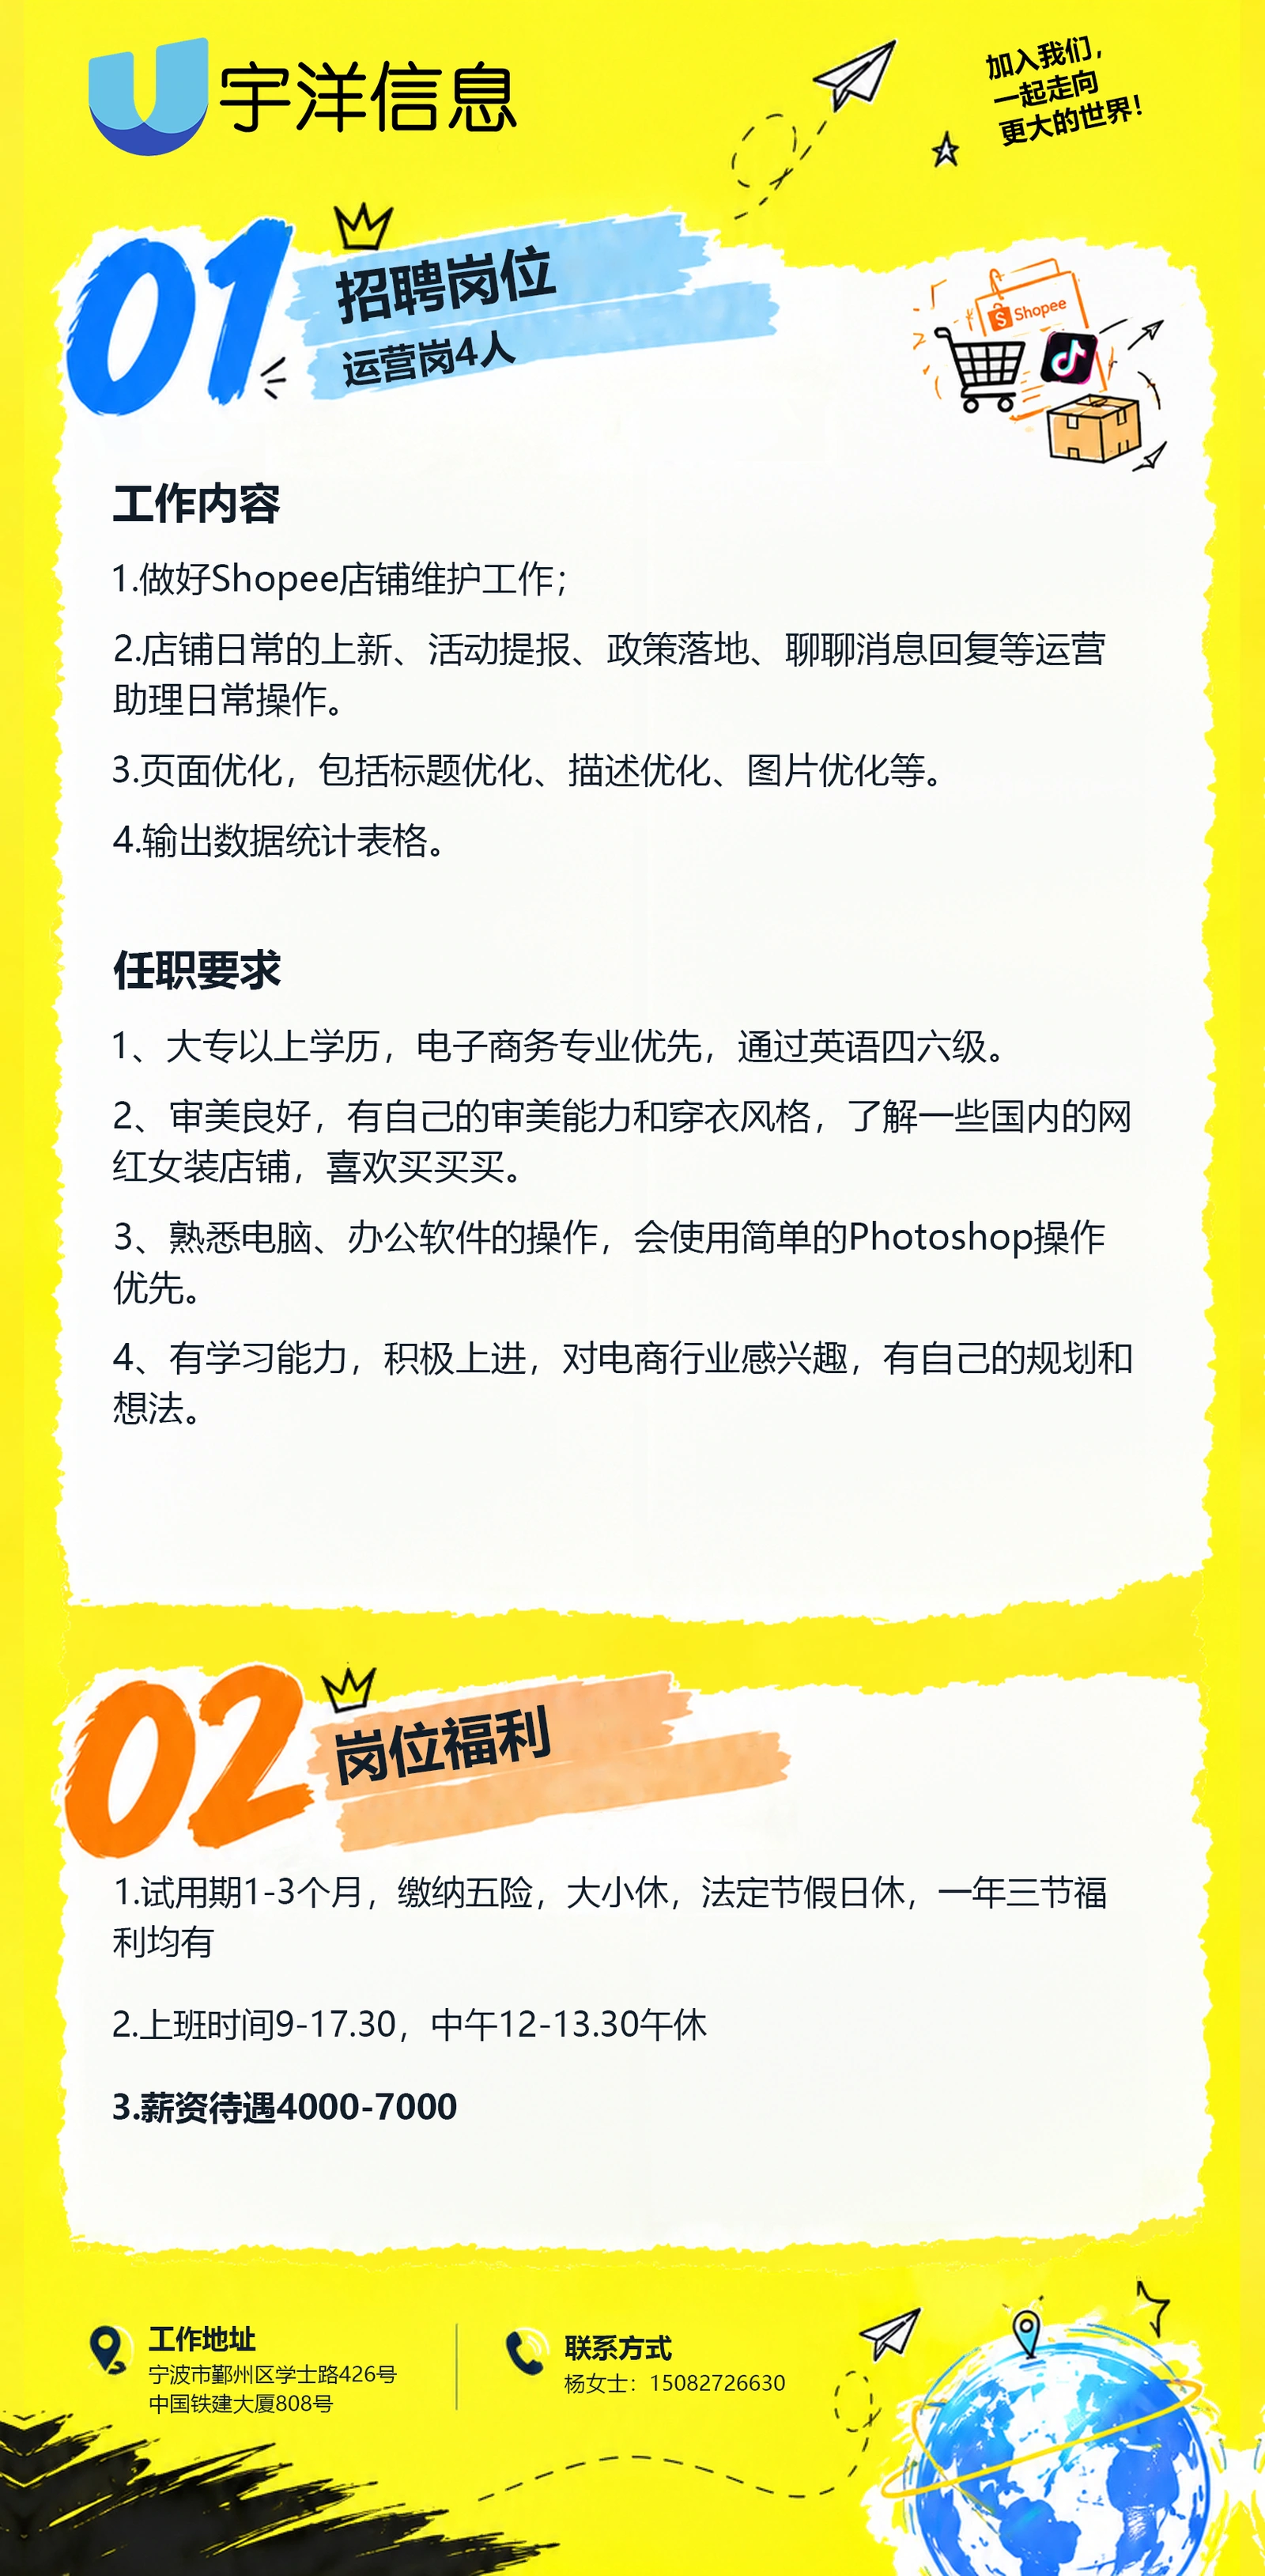 宇洋信息
加入我们，
一起走向
更大的世界！
01
招聘岗位
运营岗4人
Shopee
工作内容
1.做好Shopee店铺维护工作；
2.店铺日常的上新、活动提报、政策落地、聊聊消息回复等运营
助理日常操作。
3.页面优化，包括标题优化、描述优化、图片优化等。
4.输出数据统计表格。
任职要求
1、大专以上学历，电子商务专业优先，通过英语四六级。
2、审美良好，有自己的审美能力和穿衣风格，了解一些国内的网
红女装店铺，喜欢买买买。
3、熟悉电脑、办公软件的操作，会使用简单的Photoshop操作
优先。
4、有学习能力，积极上进，对电商行业感兴趣，有自己的规划和
想法。
02
岗位福利
1.试用期1-3个月，缴纳五险，大小休，法定节假日休，一年三节福
利均有
2.上班时间9-17.30，中午12-13.30午休
3.薪资待遇4000-7000
工作地址
宁波市鄞州区学士路426号
中国铁建大厦808号
联系方式
杨女士：15082726630